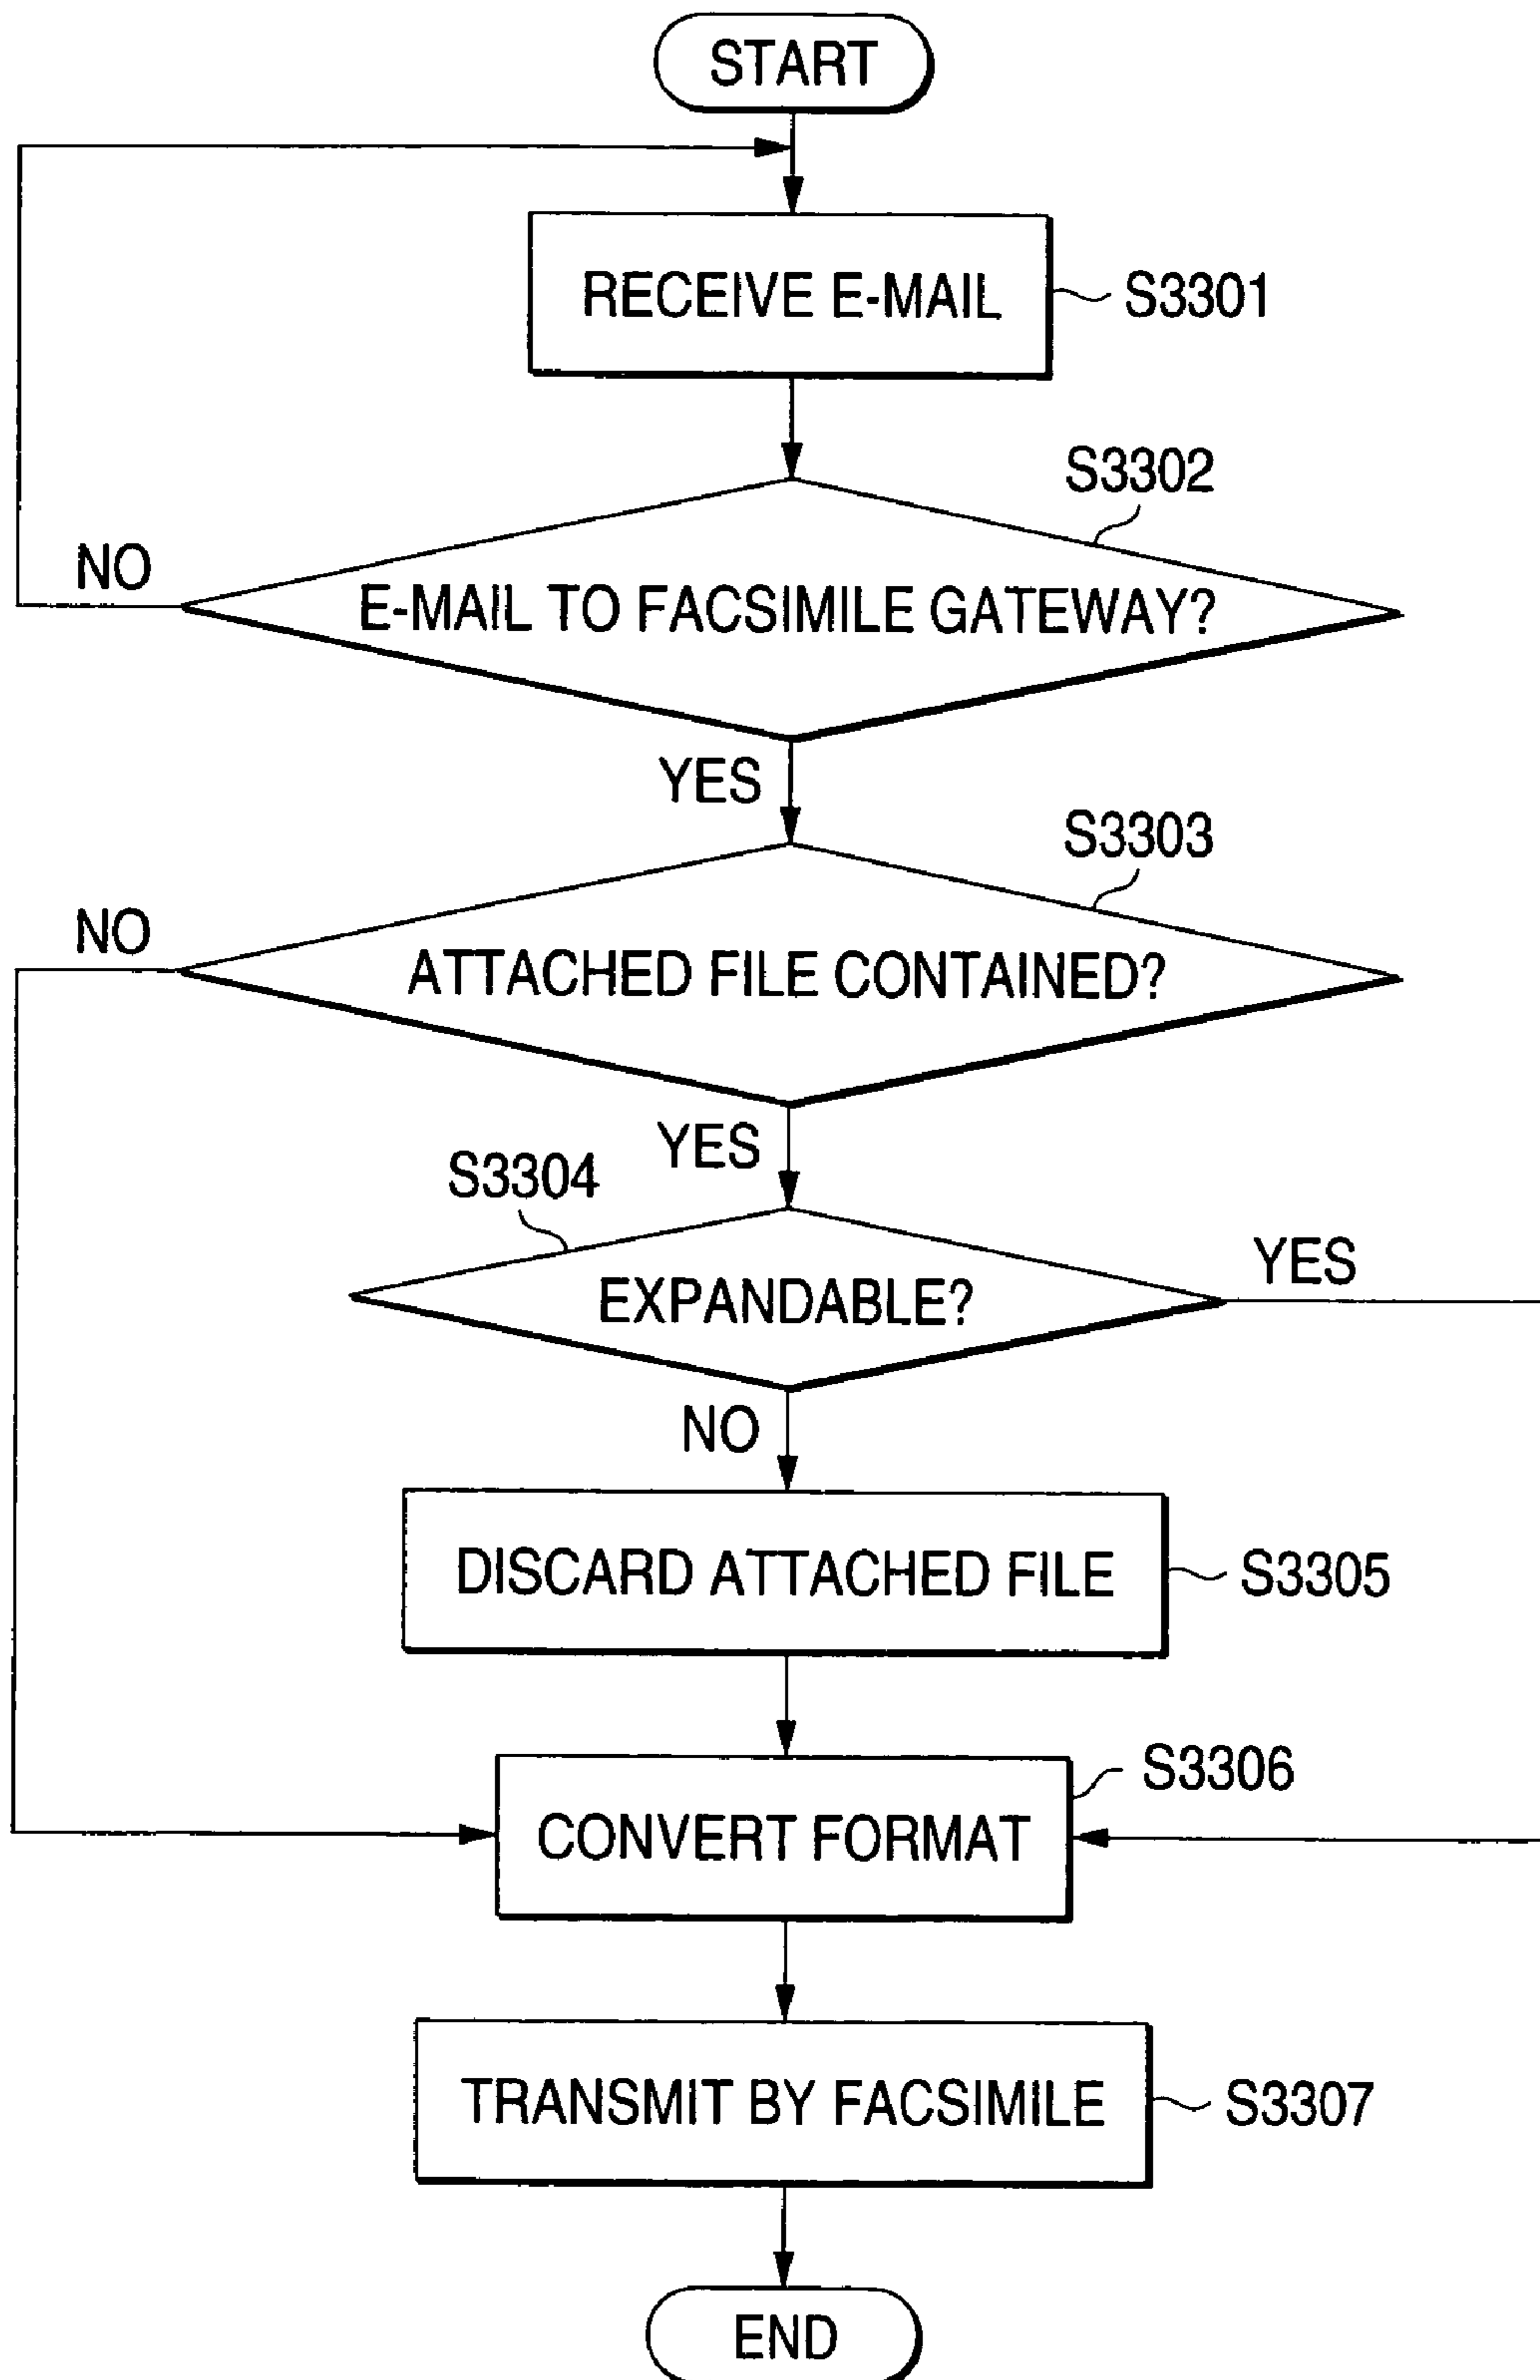 START
RECEIVE E-MAIL
S3301
S3302
NO
E-MAIL TO FACSIMILE GATEWAY?
YES
S3303
NO
ATTACHED FILE CONTAINED?
YES
S3304
YES
EXPANDABLE?
NO
DISCARD ATTACHED FILE
S3305
S3306
CONVERT FORMAT
TRANSMIT BY FACSIMILE
S3307
END